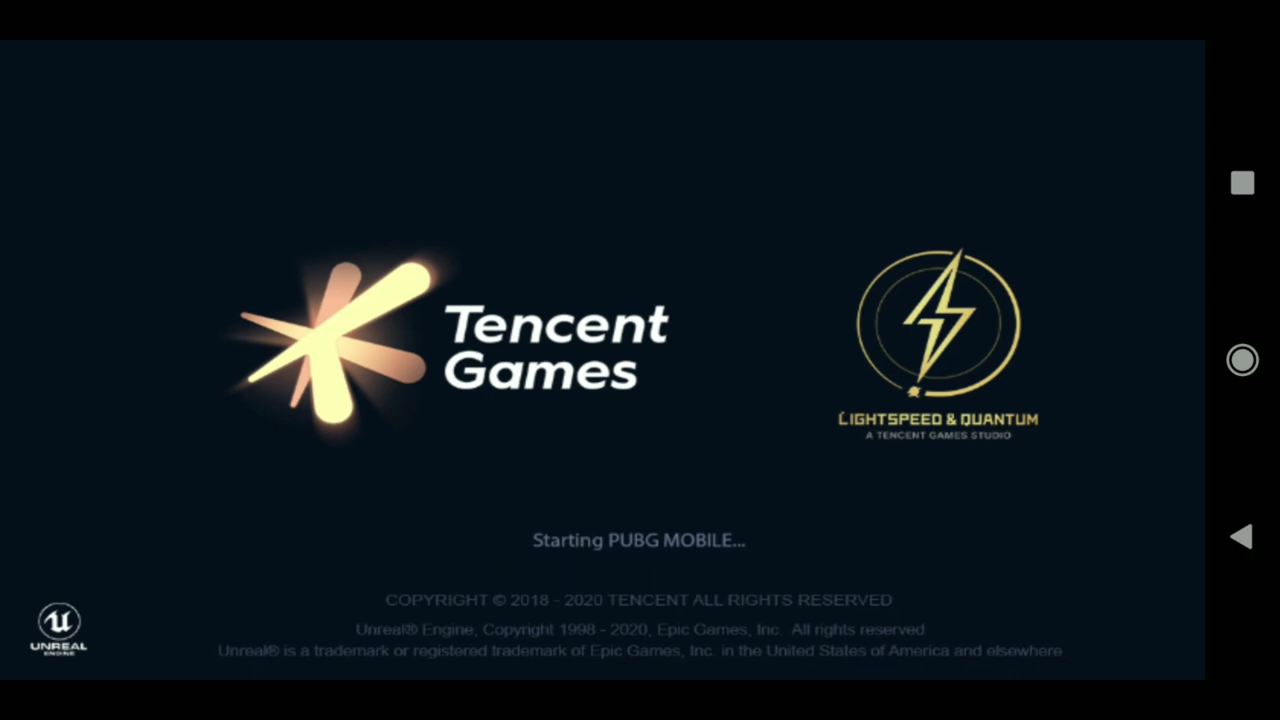 Tencent
Games
LIGHTSPEED & QUANTUM
A TENCENT GAMES STUDIO
Starting PUBG MOBILE...
COPYRIGHT © 2018 - 2020 TENCENT ALL RIGHTS RESERVED
Unreal® Engine, Copyright 1998 - 2020, Epic Games, Inc. All rights reserved
Unreal® is a trademark or registered trademark of Epic Games, Inc. in the United States of America and elsewhere
UNREAL
ENGINE